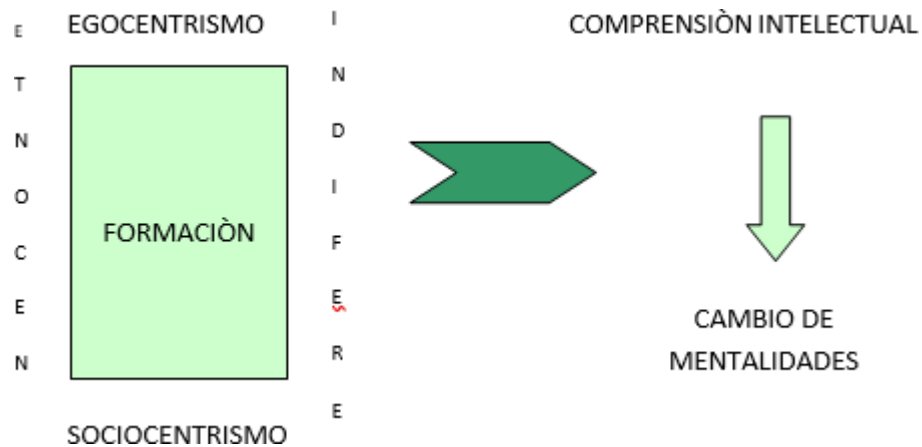 EGOCENTRISMO
ETNOCEN
FORMACIÒN
SOCIOCENTRISMO
INDIFERE
COMPRENSIÒN INTELECTUAL
CAMBIO DE
MENTALIDADES